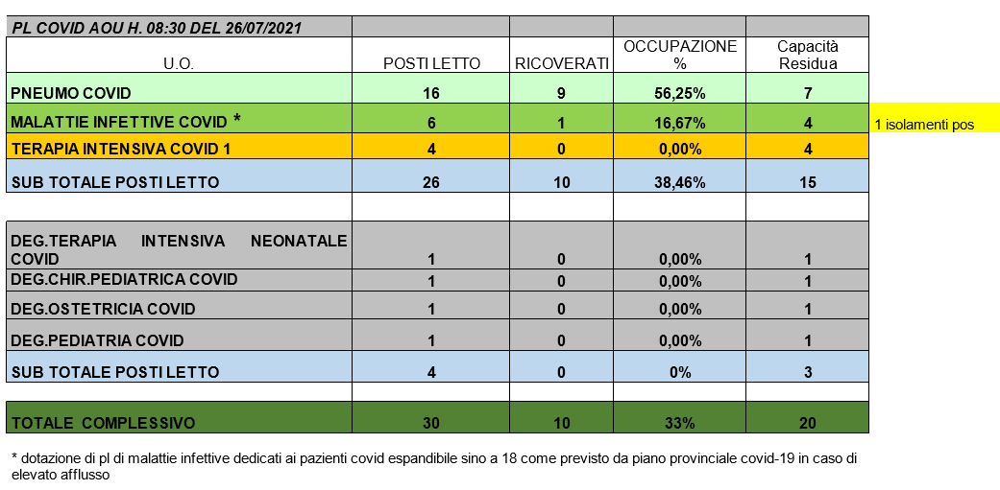 PL COVID AOU H. 08:30 DEL 26/07/2021
U.O. POSTI LETTO RICOVERATI OCCUPAZIONE % Capacità Residua
PNEUMO COVID 16 9 56,25% 7
MALATTIE INFETTIVE COVID * 6 1 16,67% 4 1 isolamenti pos
TERAPIA INTENSIVA COVID 1 4 0 0,00% 4
SUB TOTALE POSTI LETTO 26 10 38,46% 15
DEG.TERAPIA INTENSIVA NEONATALE
COVID 1 0 0,00% 1
DEG.CHIR.PEDIATRICA COVID 1 0 0,00% 1
DEG.OSTETRICIA COVID 1 0 0,00% 1
DEG.PEDIATRIA COVID 1 0 0,00% 1
SUB TOTALE POSTI LETTO 4 0 0% 3
TOTALE COMPLESSIVO 30 10 33% 20
* dotazione di pl di malattie infettive dedicati ai pazienti covid espandibile sino a 18 come previsto da piano provinciale covid-19 in caso di
elevato afflusso